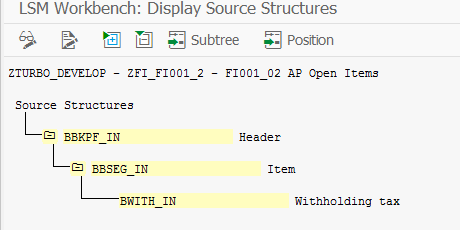 LSM Workbench: Display Source Structures
Subtree Position
ZTURBO_DEVELOP - ZFI_FI001_2 - FI001_02 AP Open Items
Source Structures
BBKPF_IN Header
BBSEG_IN Item
BWITH_IN Withholding tax